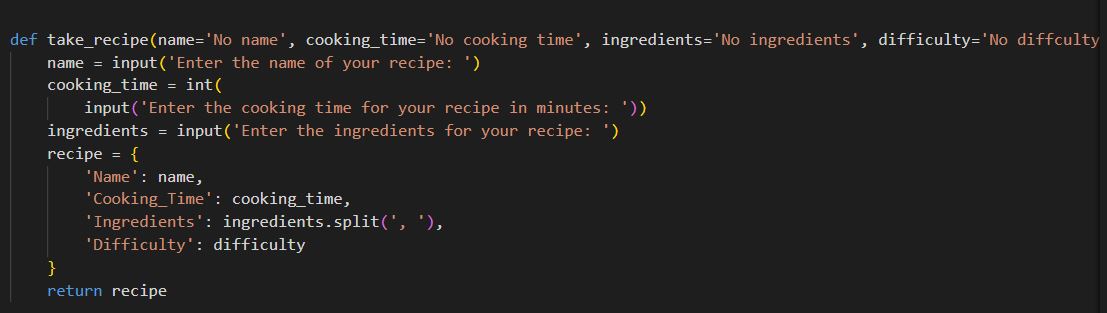 def take_recipe(name='No name', cooking_time='No cooking time', ingredients='No ingredients', difficulty='No diffculty
    name = input('Enter the name of your recipe: ')
    cooking_time = int(
        input('Enter the cooking time for your recipe in minutes: '))
    ingredients = input('Enter the ingredients for your recipe: ')
    recipe = {
        'Name': name,
        'Cooking_Time': cooking_time,
        'Ingredients': ingredients.split(', '),
        'Difficulty': difficulty
    }
    return recipe